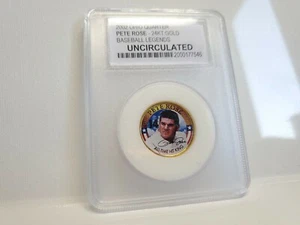 2002 OHIO QUARTER
PETE ROSE - 24KT GOLD
BASEBALL LEGENDS
UNCIRCULATED
PETE ROSE